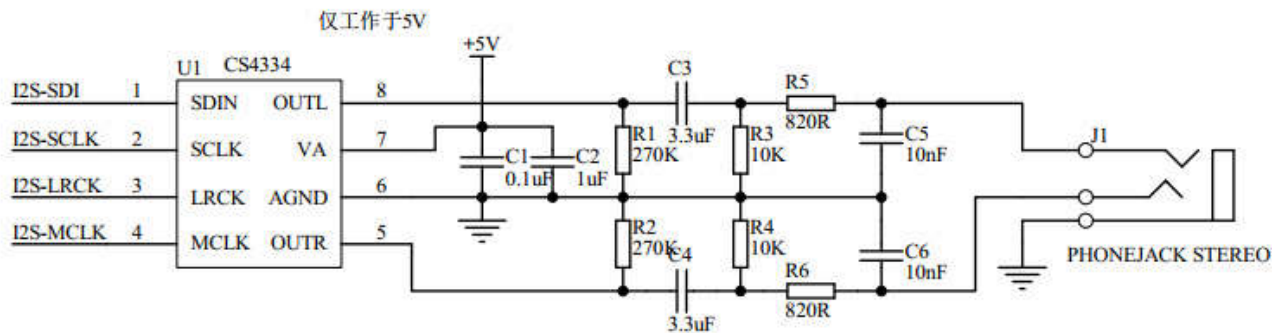 仅工作于5V
+5V
U1 CS4334
I2S-SDI 1 SDIN OUTL 8
I2S-SCLK 2 SCLK VA 7
I2S-LRCK 3 LRCK AGND 6
I2S-MCLK 4 MCLK OUTR 5
C1
0.1uF
C2
1uF
R1
270K
R2
270K
C3
3.3uF
C4
3.3uF
R3
10K
R4
10K
R5
820R
R6
820R
C5
10nF
C6
10nF
J1
PHONEJACK STEREO